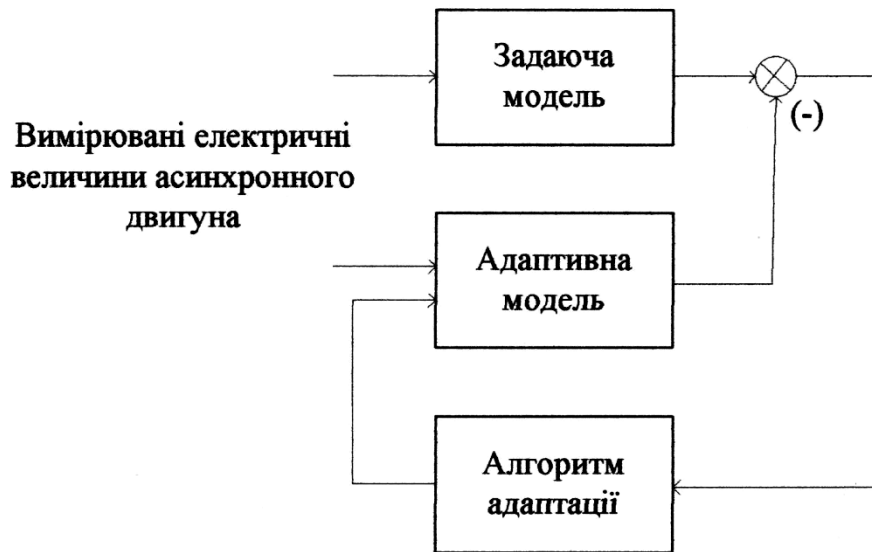 Задаюча
модель
(-)
Вимірювані електричні
величини асинхронного
двигуна
Адаптивна
модель
Алгоритм
адаптації